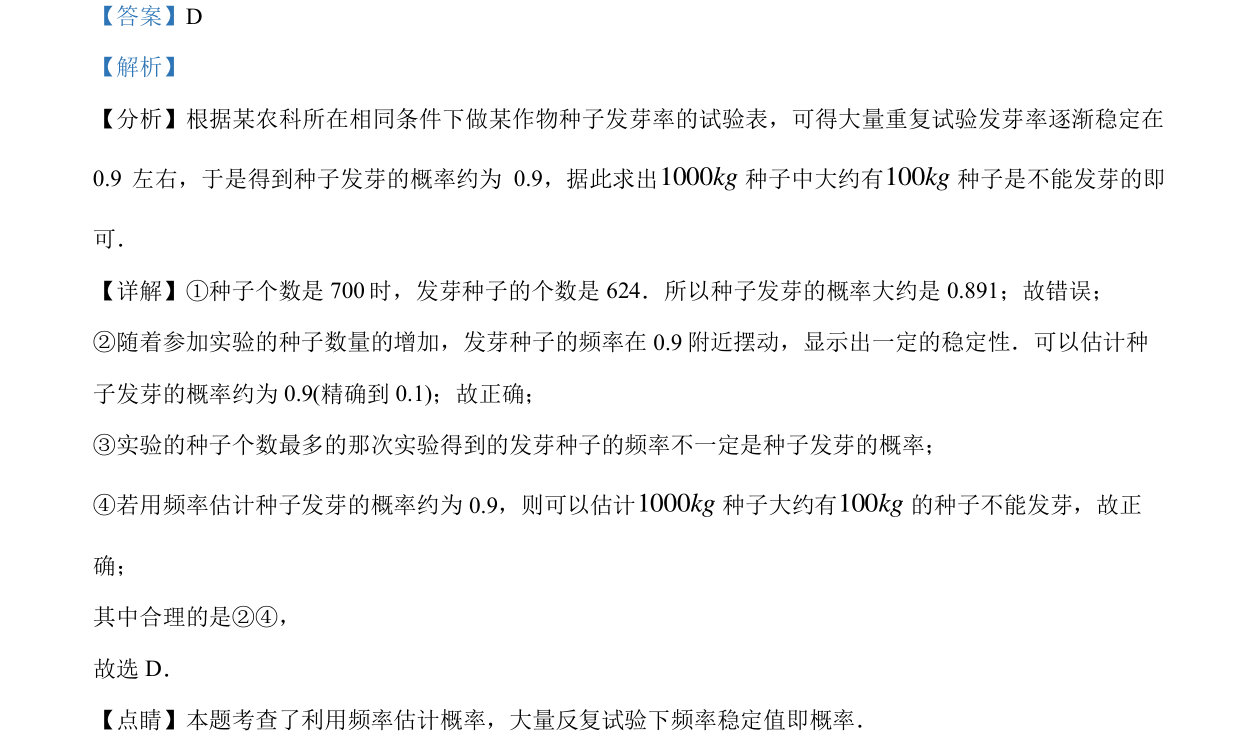 【答案】D
【解析】
【分析】根据某农科所在相同条件下做某作物种子发芽率的试验表，可得大量重复试验发芽率逐渐稳定在
0.9 左右，于是得到种子发芽的概率约为 0.9，据此求出1000kg 种子中大约有100kg 种子是不能发芽的即
可．
【详解】①种子个数是 700时，发芽种子的个数是 624．所以种子发芽的概率大约是 0.891；故错误；
②随着参加实验的种子数量的增加，发芽种子的频率在 0.9 附近摆动，显示出一定的稳定性．可以估计种
子发芽的概率约为 0.9(精确到 0.1)；故正确；
③实验的种子个数最多的那次实验得到的发芽种子的频率不一定是种子发芽的概率；
④若用频率估计种子发芽的概率约为 0.9，则可以估计1000kg 种子大约有100kg 的种子不能发芽，故正
确；
其中合理的是②④，
故选 D．
【点睛】本题考查了利用频率估计概率，大量反复试验下频率稳定值即概率．